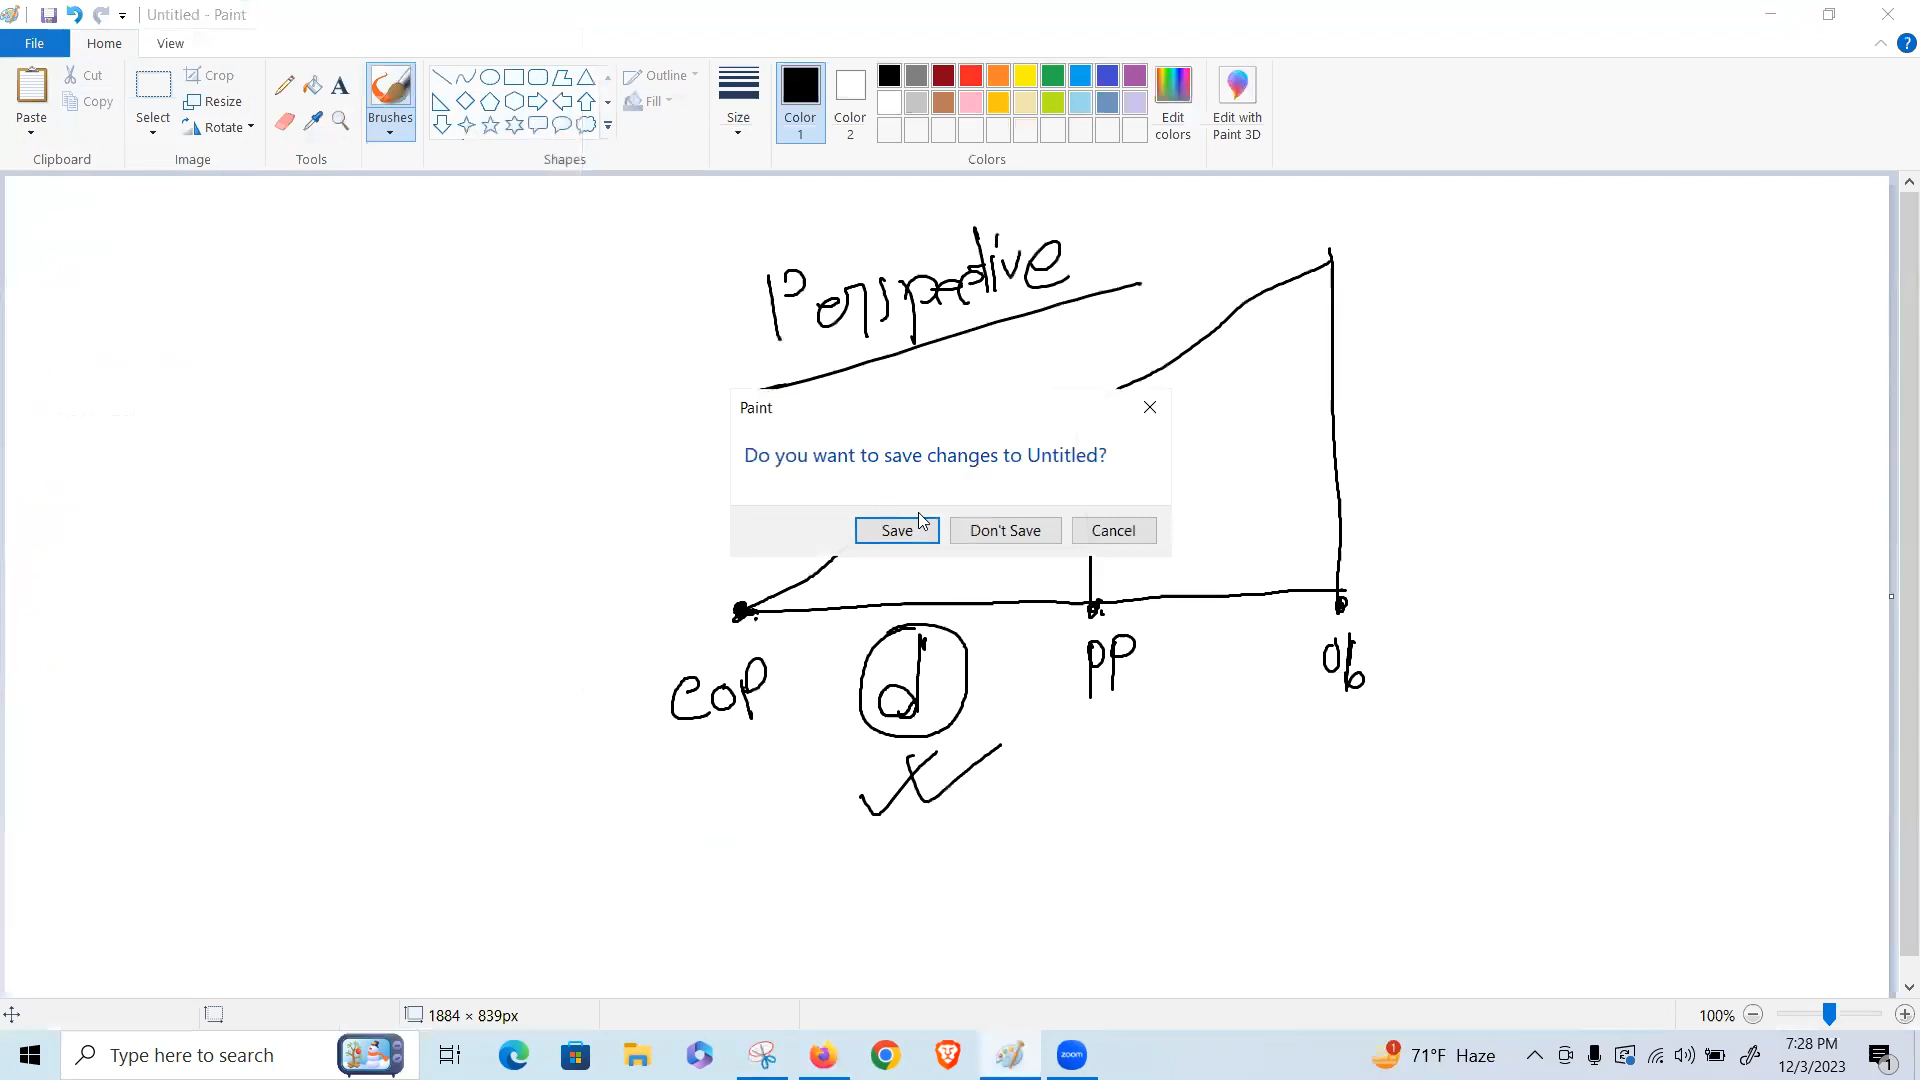 Untitled - Paint
File Home View
Paste
Cut
Copy
Clipboard
Select
Crop
Resize
Rotate
Image
A
Tools
Brushes
Shapes
Outline
Fill
Size
Color 1
Color 2
Colors
Edit colors
Edit with Paint 3D
?
Perspective
Paint
Do you want to save changes to Untitled?
Save Don't Save Cancel
COP d PP Ob
1884 × 839px
100%
Type here to search
zoom
1
71°F Haze
7:28 PM
12/3/2023
1